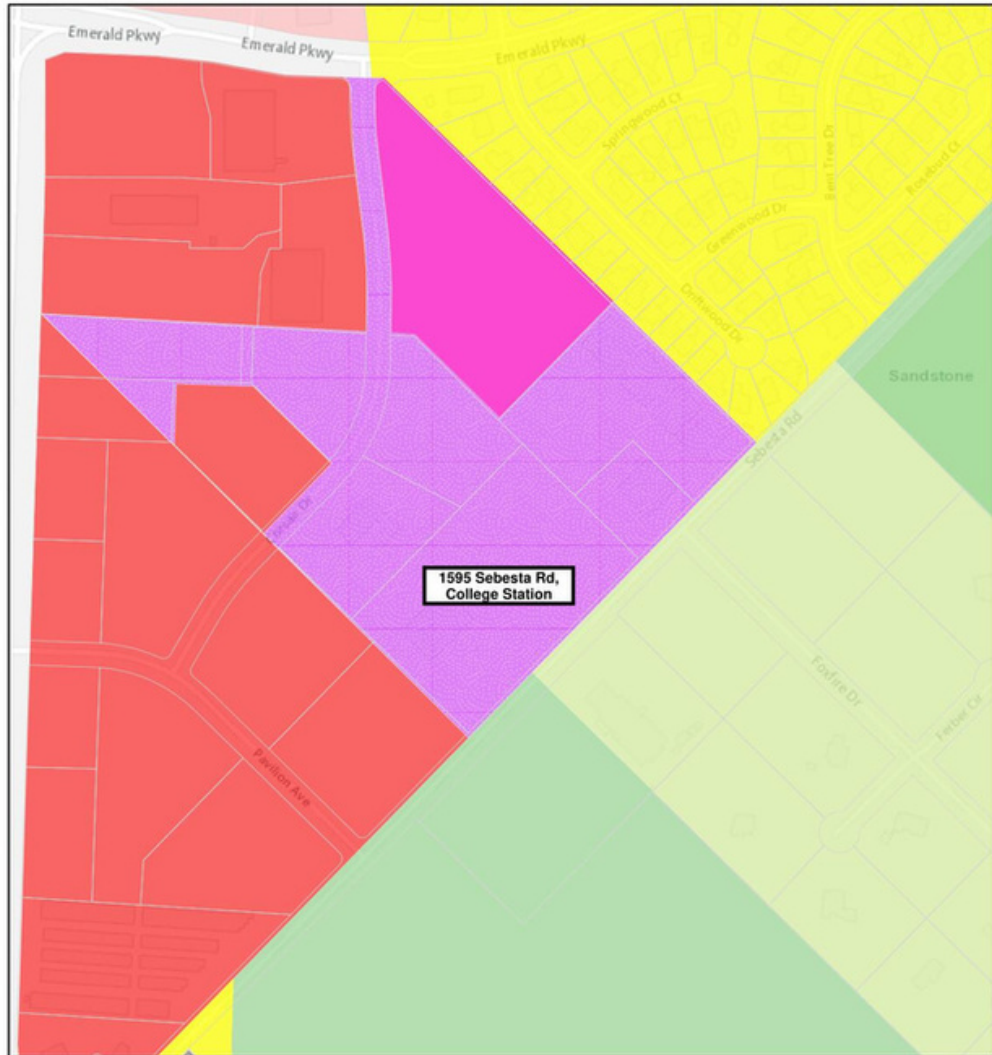 Emerald Pkwy
Emerald Pkwy
Emerald Pkwy
Springwood Ct
Bent Tree Dr
Rosebud Ct
Greenwood Dr
Driftwood Dr
Sandstone
Sebesta Rd
Dr
1595 Sebesta Rd,
College Station
Foxfire Dr
Ferber Cir
Pavilion Ave